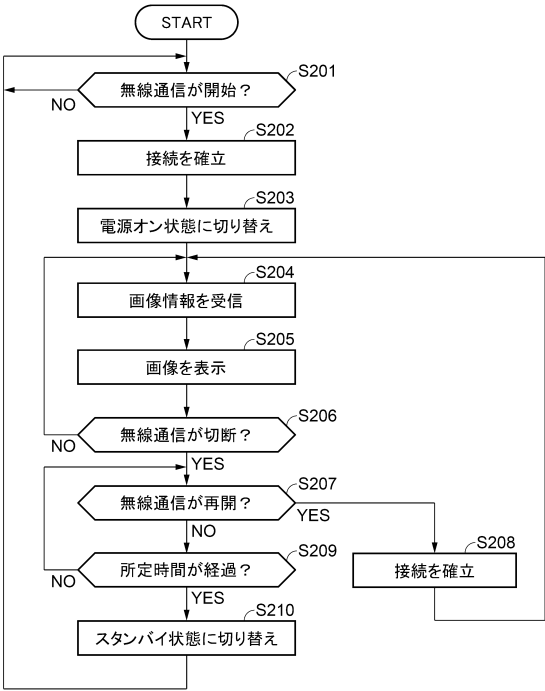 START
S201
無線通信が開始？
NO
YES
S202
接続を確立
S203
電源オン状態に切り替え
S204
画像情報を受信
S205
画像を表示
S206
無線通信が切断？
NO
YES
S207
無線通信が再開？
YES
NO
S208
接続を確立
S209
所定時間が経過？
NO
YES
S210
スタンバイ状態に切り替え